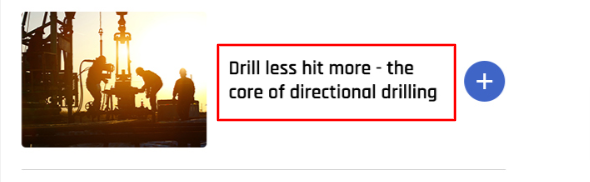 Drill less hit more - the
core of directional drilling